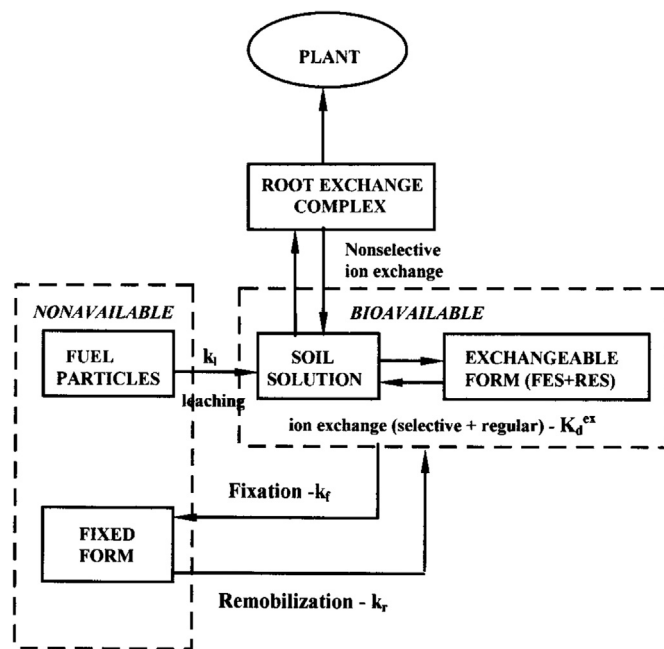 PLANT
ROOT EXCHANGE
COMPLEX
Nonselective
ion exchange
NONAVAILABLE
BIOAVAILABLE
FUEL
PARTICLES
k_l
leaching
SOIL
SOLUTION
EXCHANGEABLE
FORM (FES+RES)
ion exchange (selective + regular) - K_d^ex
Fixation -k_f
FIXED
FORM
Remobilization - k_r